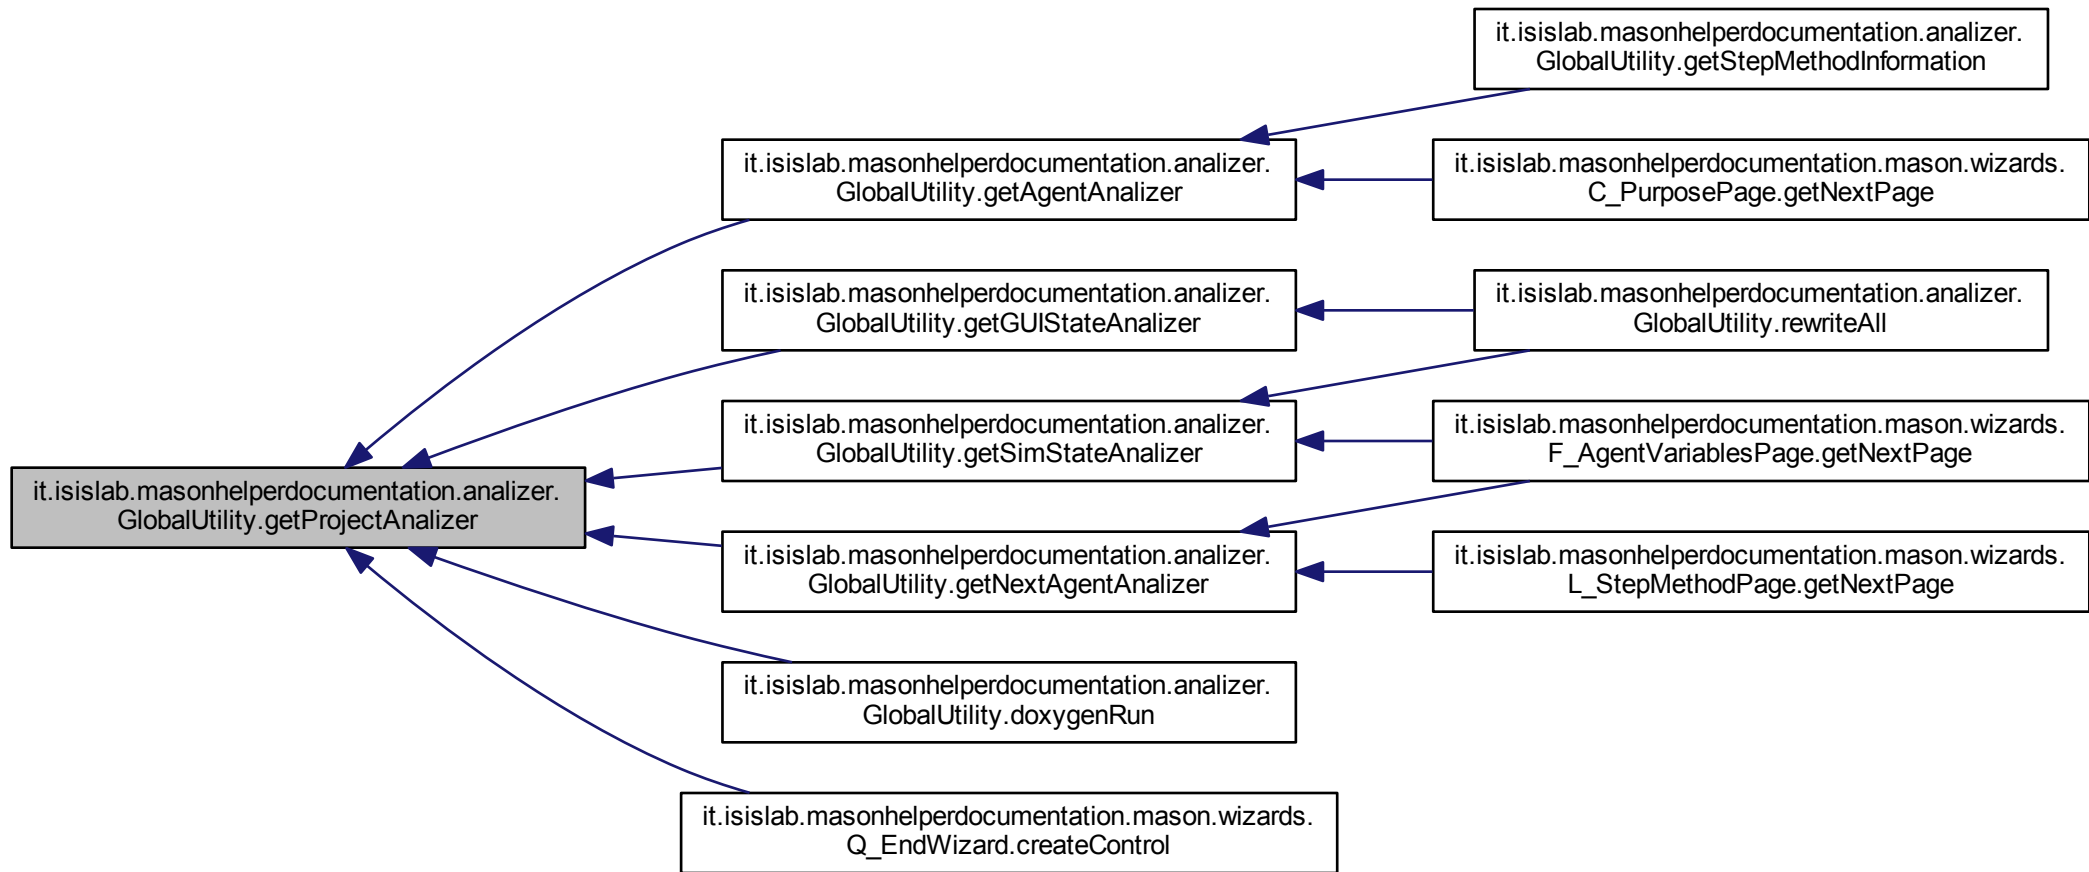 it.isislab.masonhelperdocumentation.analizer.
GlobalUtility.getStepMethodInformation
it.isislab.masonhelperdocumentation.analizer.
GlobalUtility.getAgentAnalizer
it.isislab.masonhelperdocumentation.mason.wizards.
C_PurposePage.getNextPage
it.isislab.masonhelperdocumentation.analizer.
GlobalUtility.getGUIStateAnalizer
it.isislab.masonhelperdocumentation.analizer.
GlobalUtility.rewriteAll
it.isislab.masonhelperdocumentation.analizer.
GlobalUtility.getSimStateAnalizer
it.isislab.masonhelperdocumentation.mason.wizards.
F_AgentVariablesPage.getNextPage
it.isislab.masonhelperdocumentation.analizer.
GlobalUtility.getProjectAnalizer
it.isislab.masonhelperdocumentation.analizer.
GlobalUtility.getNextAgentAnalizer
it.isislab.masonhelperdocumentation.mason.wizards.
L_StepMethodPage.getNextPage
it.isislab.masonhelperdocumentation.analizer.
GlobalUtility.doxygenRun
it.isislab.masonhelperdocumentation.mason.wizards.
Q_EndWizard.createControl